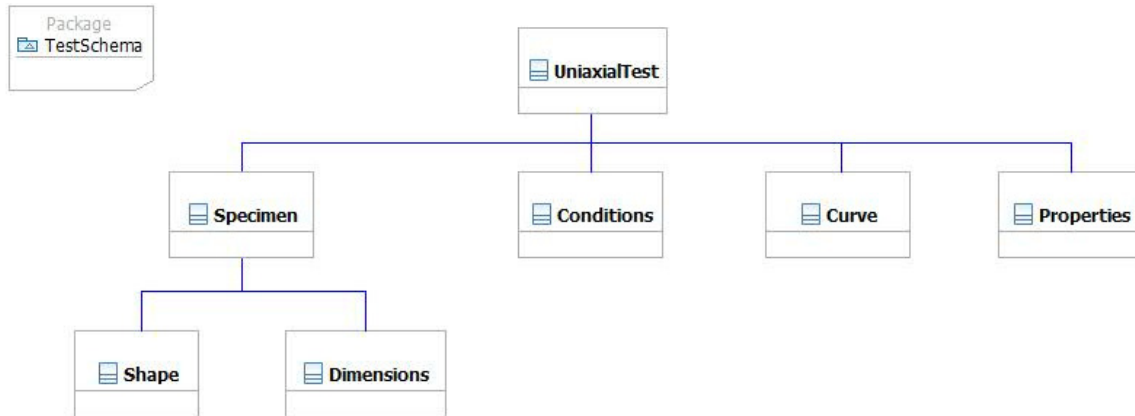 Package
TestSchema
UniaxialTest
Specimen
Conditions
Curve
Properties
Shape
Dimensions